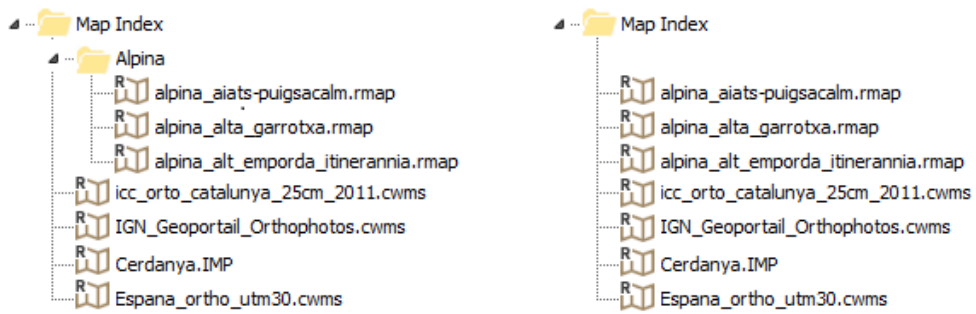 Map Index
Alpina
R alpina_aiats-puigsacalm.rmap
R alpina_alta_garrotxa.rmap
R alpina_alt_emporda_itinerannia.rmap
R icc_orto_catalunya_25cm_2011.cwms
R IGN_Geoportail_Orthophotos.cwms
R Cerdanya.IMP
R Espana_ortho_utm30.cwms
Map Index
R alpina_aiats-puigsacalm.rmap
R alpina_alta_garrotxa.rmap
R alpina_alt_emporda_itinerannia.rmap
R icc_orto_catalunya_25cm_2011.cwms
R IGN_Geoportail_Orthophotos.cwms
R Cerdanya.IMP
R Espana_ortho_utm30.cwms